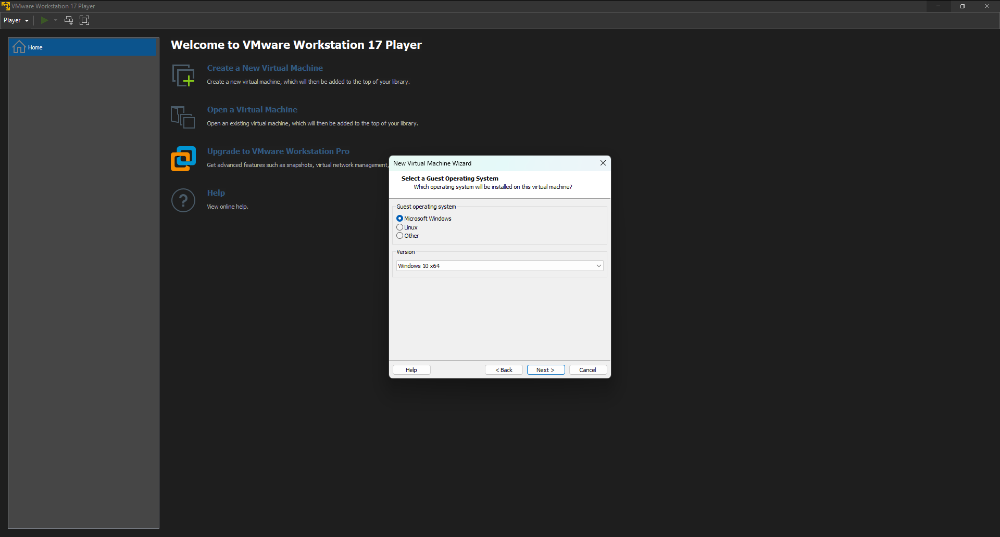 VMware Workstation 17 Player
Player
Home
Welcome to VMware Workstation 17 Player
Create a New Virtual Machine
Create a new virtual machine, which will then be added to the top of your library.
Open a Virtual Machine
Open an existing virtual machine, which will then be added to the top of your library.
Upgrade to VMware Workstation Pro
Get advanced features such as snapshots, virtual network management,
Help
View online help.
New Virtual Machine Wizard
Select a Guest Operating System
Which operating system will be installed on this virtual machine?
Guest operating system
Microsoft Windows
Linux
Other
Version
Windows 10 x64
Help
< Back
Next >
Cancel